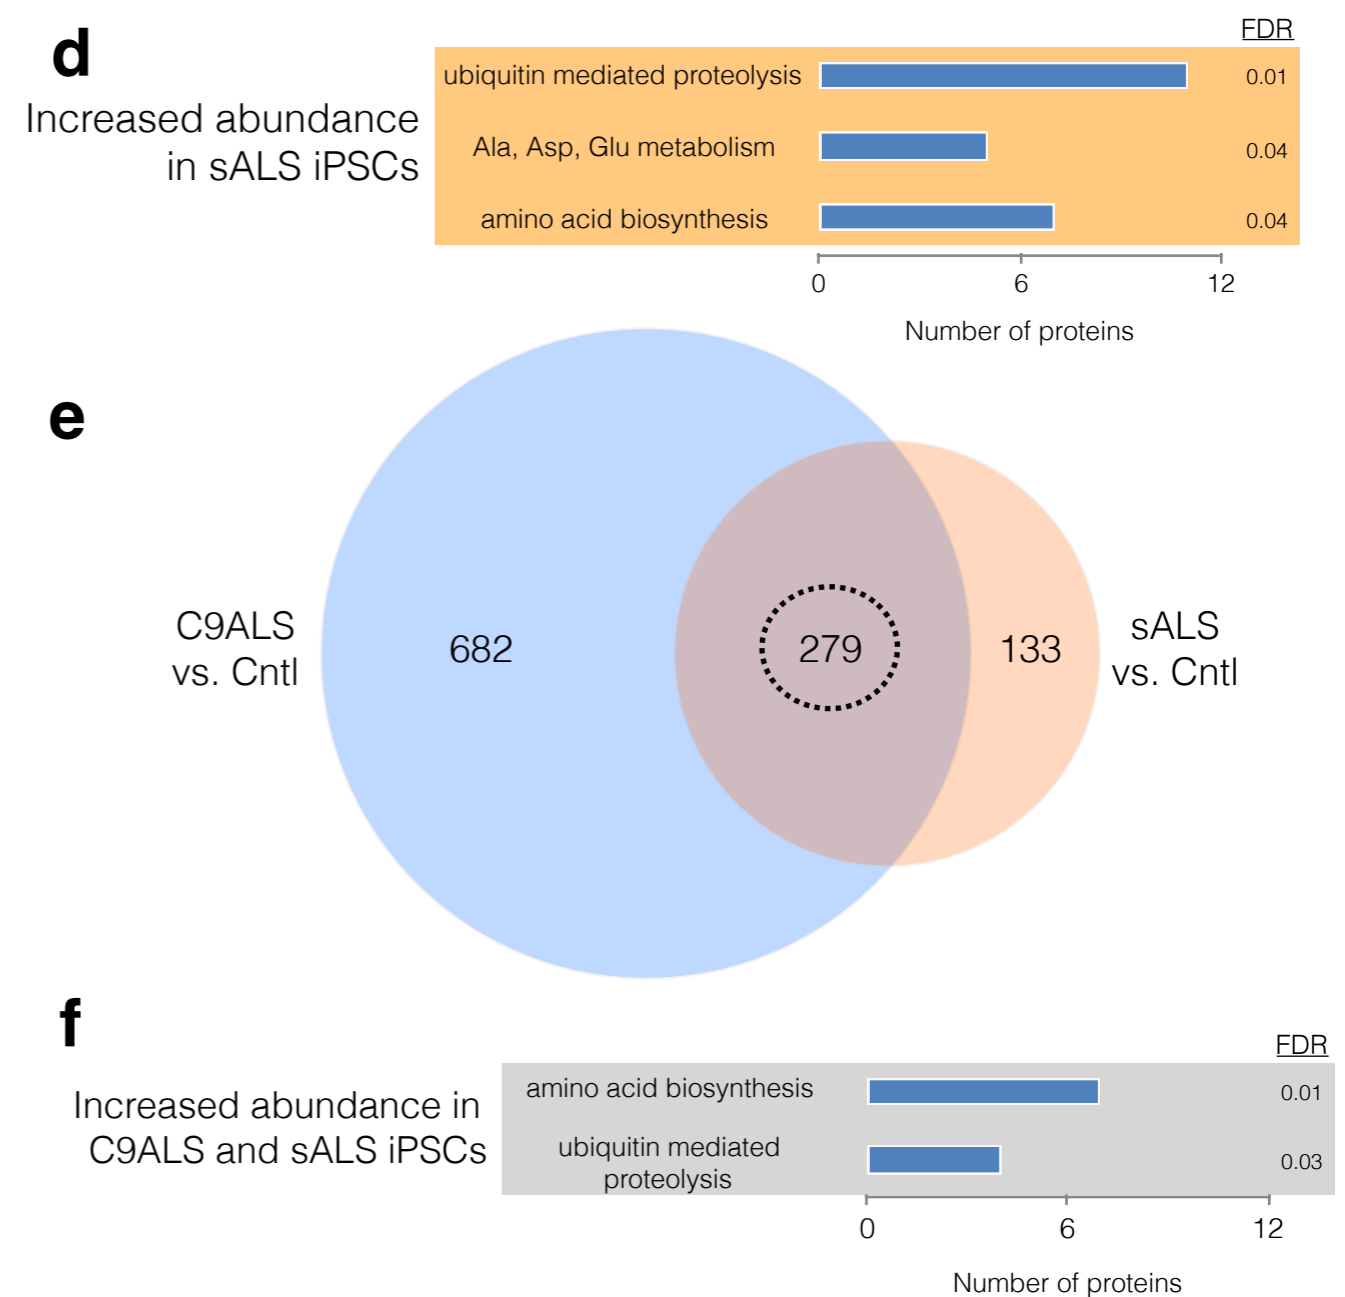 d
FDR
Increased abundance
in sALS iPSCs
ubiquitin mediated proteolysis
0.01
Ala, Asp, Glu metabolism
0.04
amino acid biosynthesis
0.04
0 6 12
Number of proteins
e
C9ALS
vs. Cntl
682
279
133
sALS
vs. Cntl
f
FDR
Increased abundance in
C9ALS and sALS iPSCs
amino acid biosynthesis
0.01
ubiquitin mediated
proteolysis
0.03
0 6 12
Number of proteins